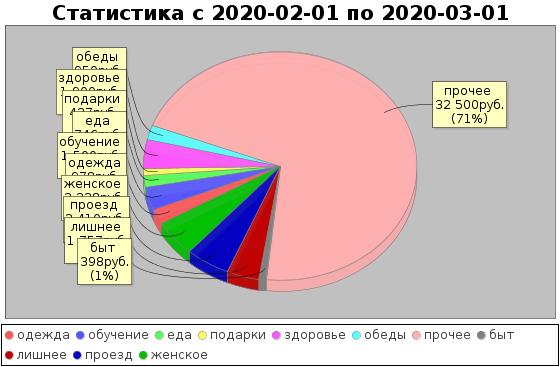 Статистика с 2020-02-01 по 2020-03-01
обеды
здоровье
подарки
еда
обучение
одежда
женское
проезд
лишнее
быт
398руб.
(1%)
прочее
32 500руб.
(71%)
одежда обучение еда подарки здоровье обеды прочее быт
лишнее проезд женское